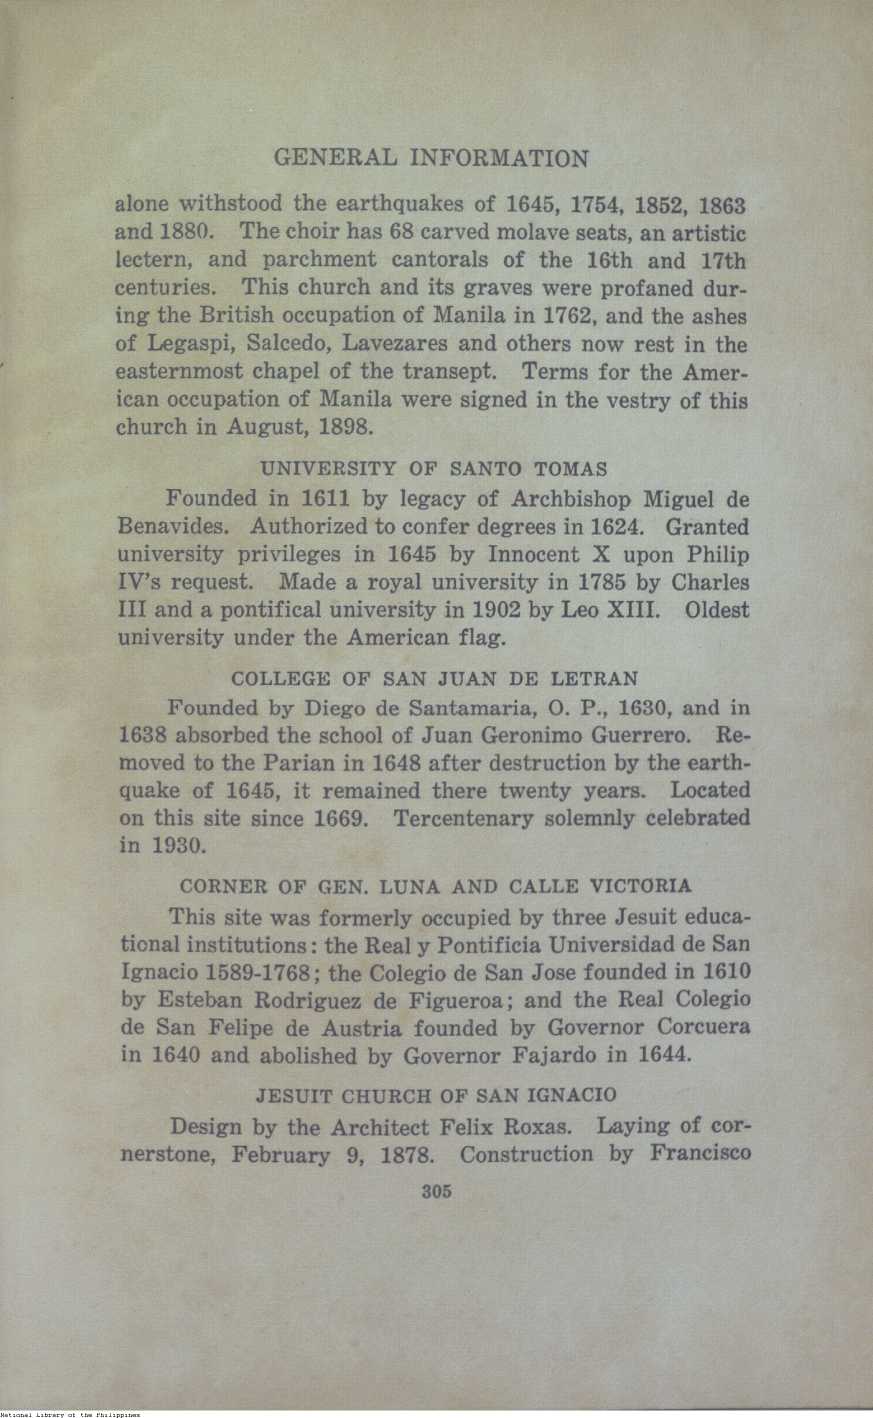 GENERAL INFORMATION
alone withstood the earthquakes of 1645, 1754, 1852, 1863
and 1880. The choir has 68 carved molave seats, an artistic
lectern, and parchment cantorals of the 16th and 17th
centuries. This church and its graves were profaned dur-
ing the British occupation of Manila in 1762, and the ashes
of Legaspi, Salcedo, Lavezares and others now rest in the
easternmost chapel of the transept. Terms for the Amer-
ican occupation of Manila were signed in the vestry of this
church in August, 1898.
UNIVERSITY OF SANTO TOMAS
Founded in 1611 by legacy of Archbishop Miguel de
Benavides. Authorized to confer degrees in 1624. Granted
university privileges in 1645 by Innocent X upon Philip
IV's request. Made a royal university in 1785 by Charles
III and a pontifical university in 1902 by Leo XIII. Oldest
university under the American flag.
COLLEGE OF SAN JUAN DE LETRAN
Founded by Diego de Santamaria, O. P., 1630, and in
1638 absorbed the school of Juan Geronimo Guerrero. Re-
moved to the Parian in 1648 after destruction by the earth-
quake of 1645, it remained there twenty years. Located
on this site since 1669. Tercentenary solemnly celebrated
in 1930.
CORNER OF GEN. LUNA AND CALLE VICTORIA
This site was formerly occupied by three Jesuit educa-
tional institutions: the Real y Pontificia Universidad de San
Ignacio 1589-1768; the Colegio de San Jose founded in 1610
by Esteban Rodriguez de Figueroa; and the Real Colegio
de San Felipe de Austria founded by Governor Corcuera
in 1640 and abolished by Governor Fajardo in 1644.
JESUIT CHURCH OF SAN IGNACIO
Design by the Architect Felix Roxas. Laying of cor-
nerstone, February 9, 1878. Construction by Francisco
305
National Library of the Philippines